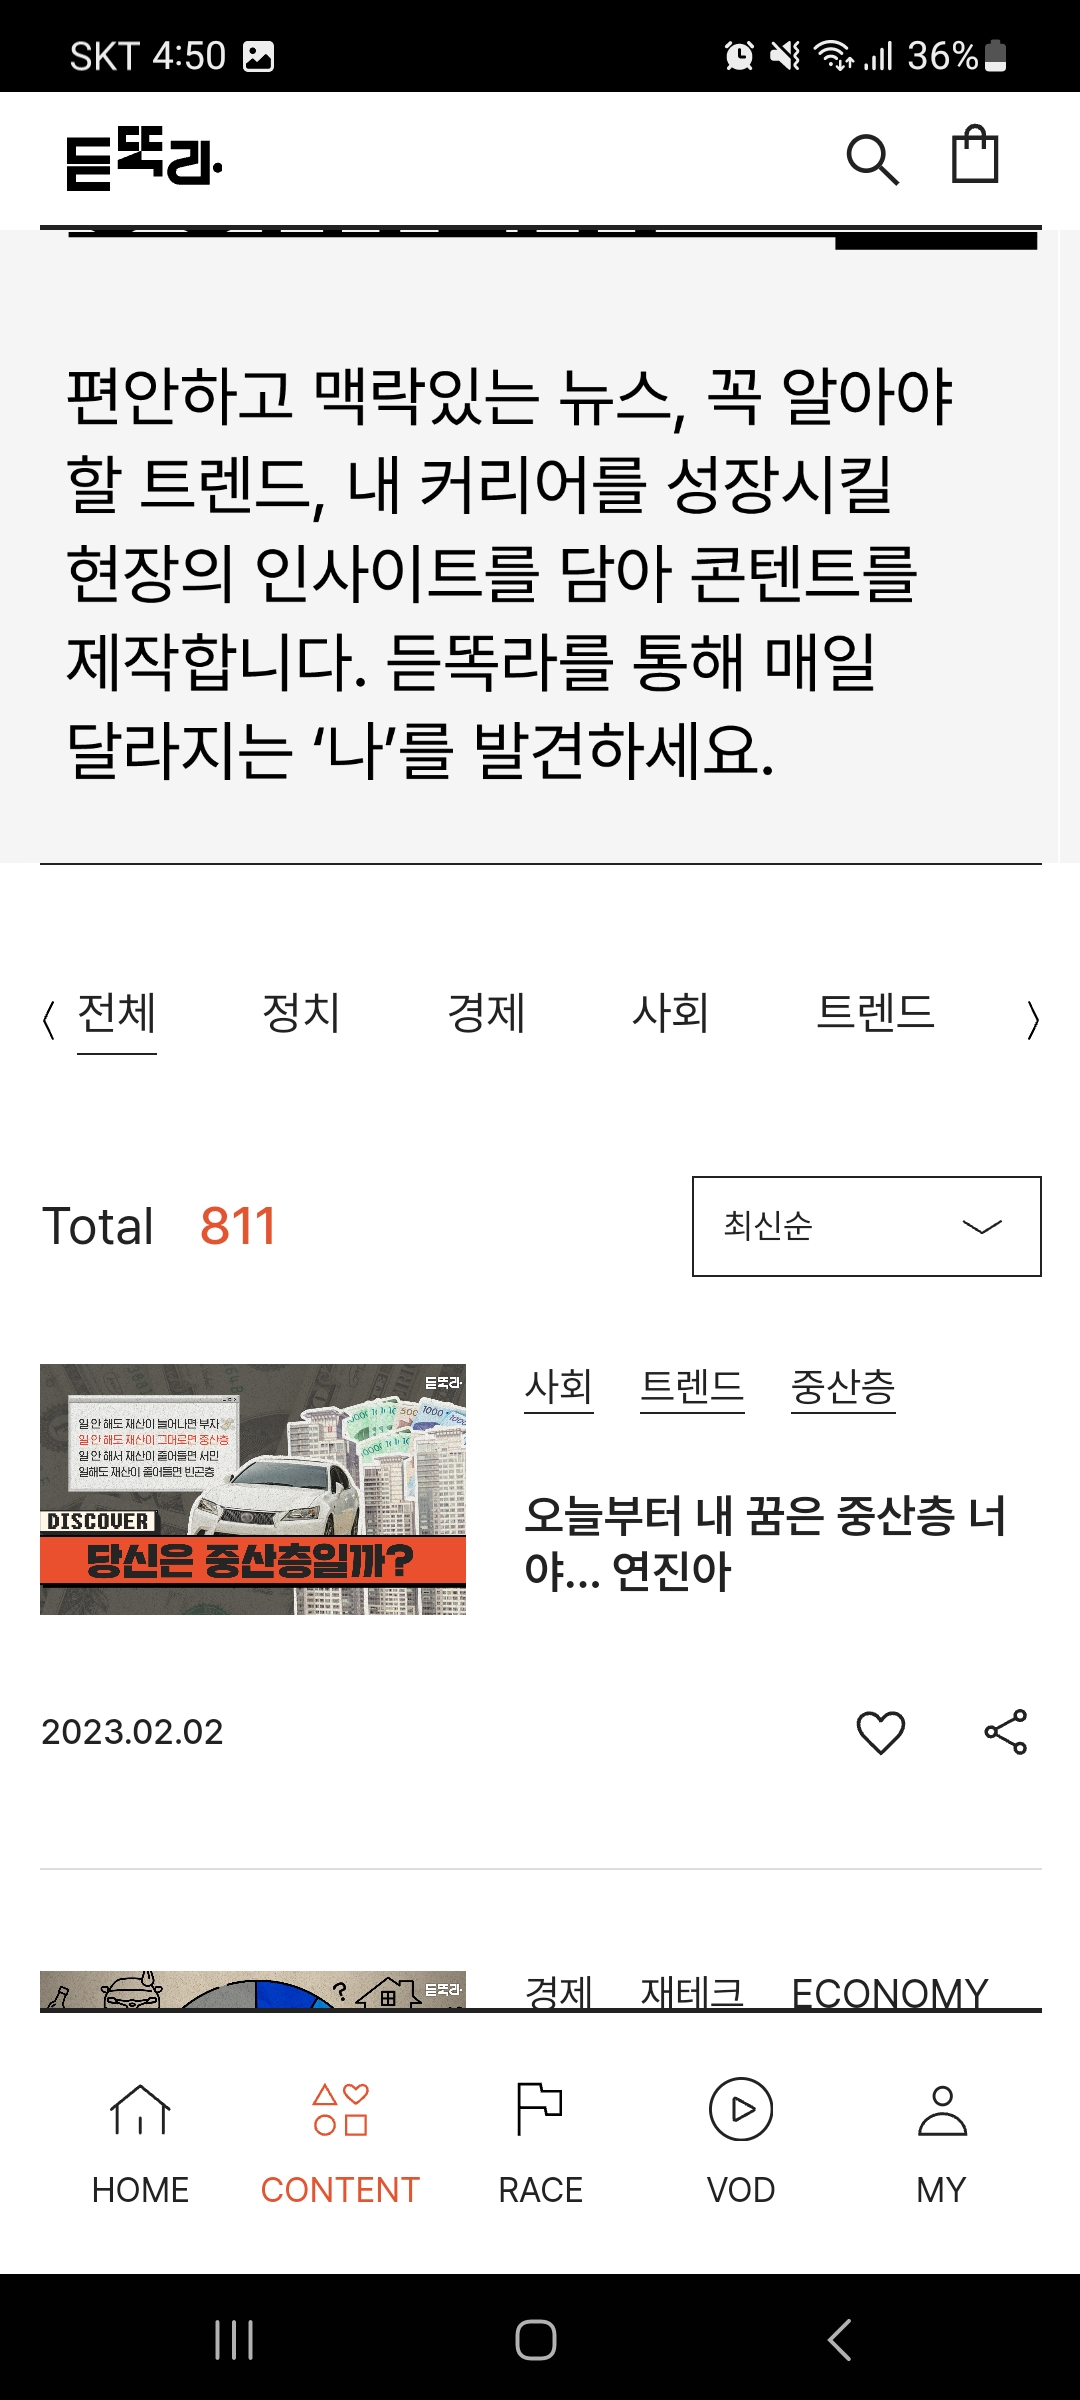 SKT 4:50
36%
듣똑라.
편안하고 맥락있는 뉴스, 꼭 알아야
할 트렌드, 내 커리어를 성장시킬
현장의 인사이트를 담아 콘텐트를
제작합니다. 듣똑라를 통해 매일
달라지는 ‘나’를 발견하세요.
전체 정치 경제 사회 트렌드
Total 811
최신순
듣똑라.
일 안 해도 재산이 늘어나면 부자
일 안 해도 재산이 그대로면 중산층
일 안 해서 재산이 줄어들면 서민
일해도 재산이 줄어들면 빈곤층
DISCOVER
당신은 중산층일까?
사회 트렌드 중산층
오늘부터 내 꿈은 중산층 너
야... 연진아
2023.02.02
듣똑라.
경제 재테크 ECONOMY
HOME CONTENT RACE VOD MY